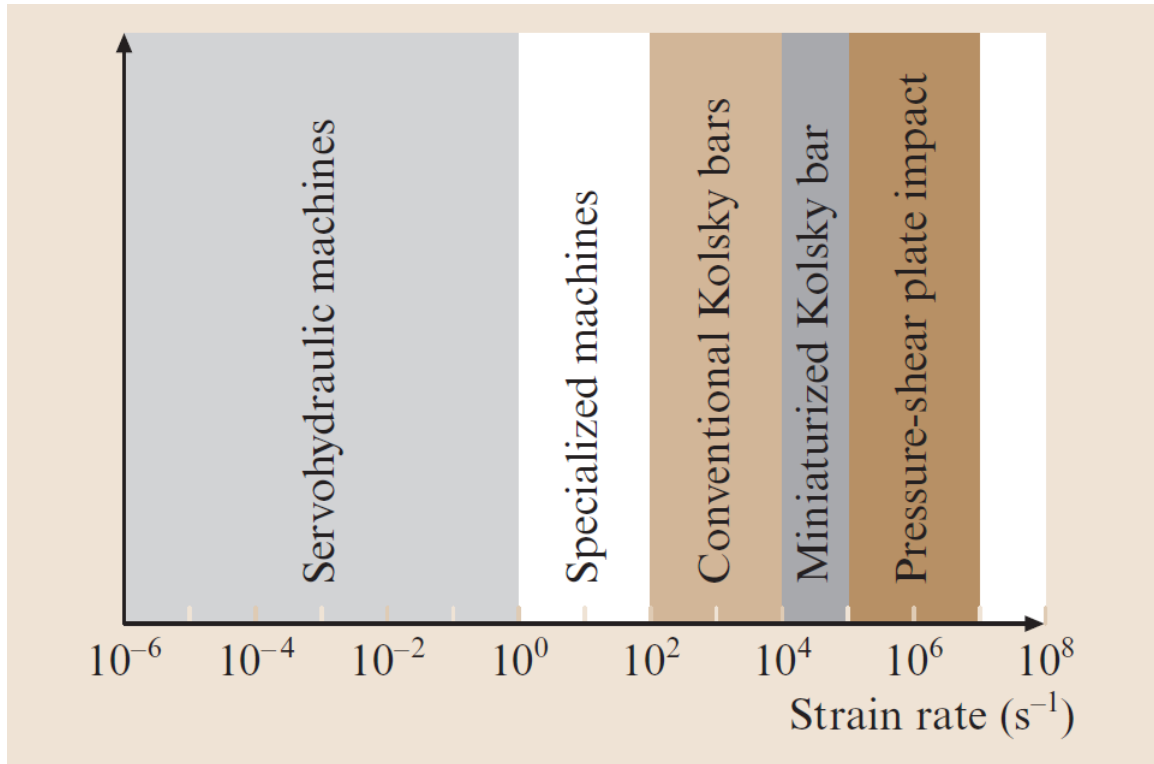 Servohydraulic machines
Specialized machines
Conventional Kolsky bars
Miniaturized Kolsky bar
Pressure-shear plate impact
10⁻⁶ 10⁻⁴ 10⁻² 10⁰ 10² 10⁴ 10⁶ 10⁸
Strain rate (s⁻¹)